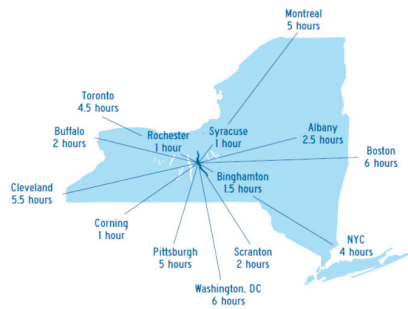 Montreal
5 hours
Toronto
4.5 hours
Buffalo
2 hours
Rochester
1 hour
Syracuse
1 hour
Albany
2.5 hours
Boston
6 hours
Cleveland
5.5 hours
Binghamton
1.5 hours
Corning
1 hour
Pittsburgh
5 hours
Scranton
2 hours
NYC
4 hours
Washington, DC
6 hours